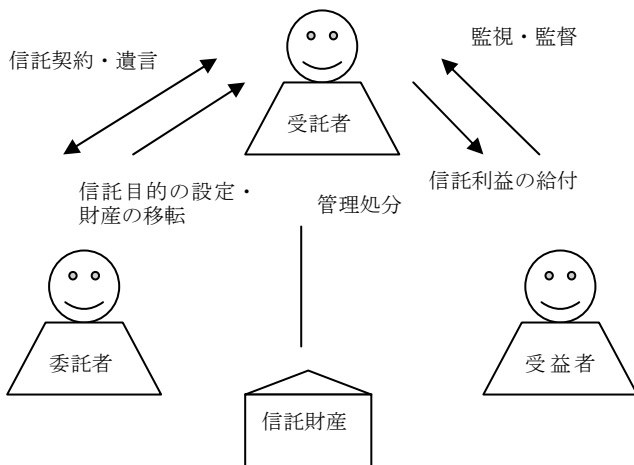 監視・監督
信託契約・遺言
受託者
信託利益の給付
信託目的の設定・
財産の移転
管理処分
委託者
受益者
信託財産